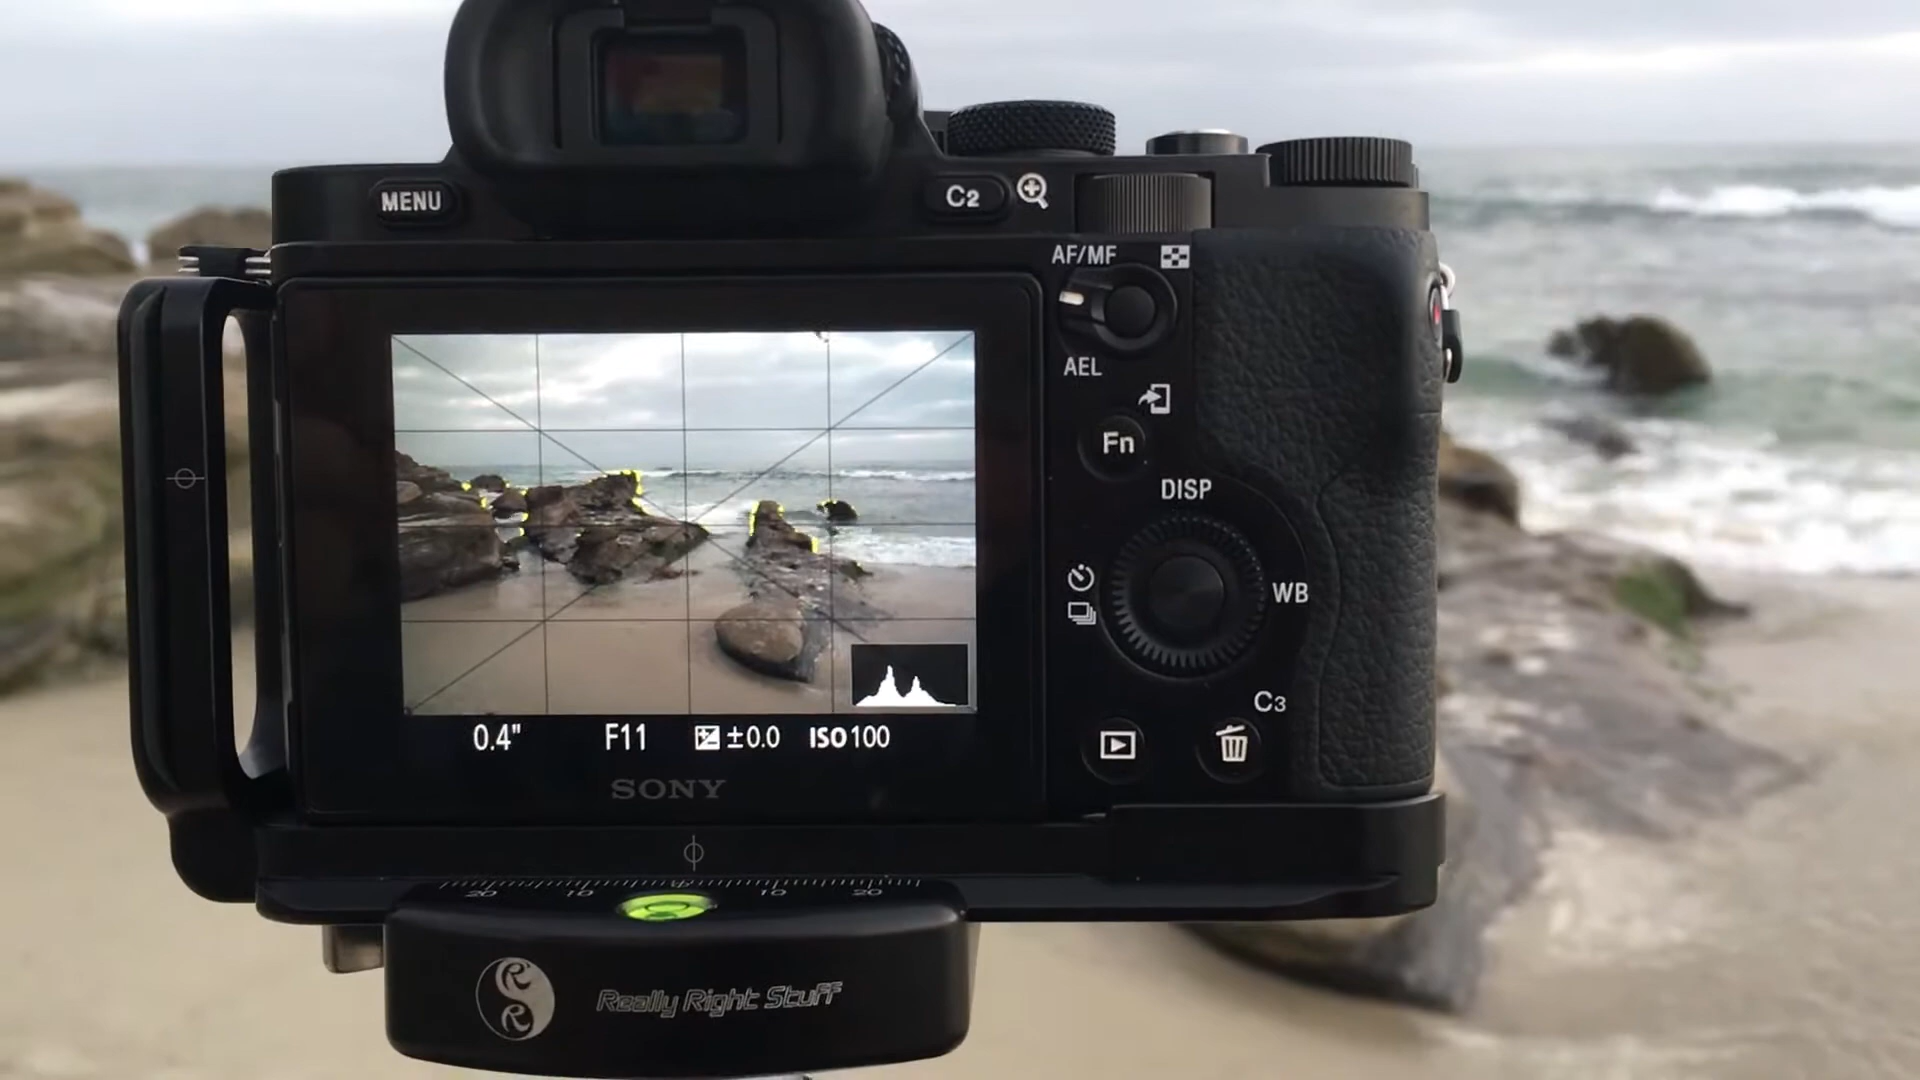 MENU
C2
AF/MF
AEL
Fn
DISP
WB
C3
0.4" F11 ±0.0 ISO100
SONY
20 10 10 20
R R Really Right Stuff